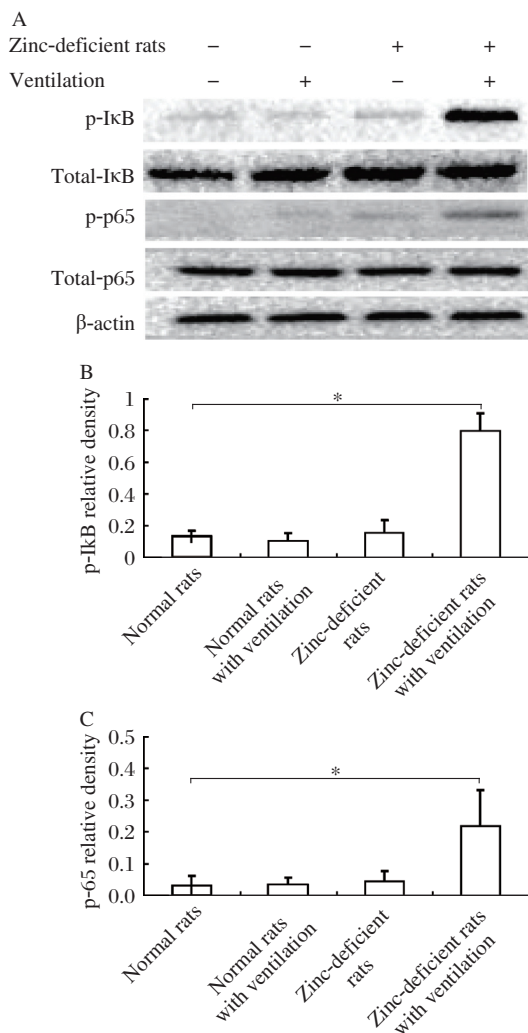 A
Zinc-deficient rats – – + +
Ventilation – + – +
p-IκB
Total-IκB
p-p65
Total-p65
β-actin
B
p-IkB relative density
1
0.8
0.6
0.4
0.2
0
*
Normal rats
Normal rats
with ventilation
Zinc-deficient
rats
Zinc-deficient rats
with ventilation
C
p-65 relative density
0.5
0.4
0.3
0.2
0.1
0.0
*
Normal rats
Normal rats
with ventilation
Zinc-deficient
rats
Zinc-deficient rats
with ventilation